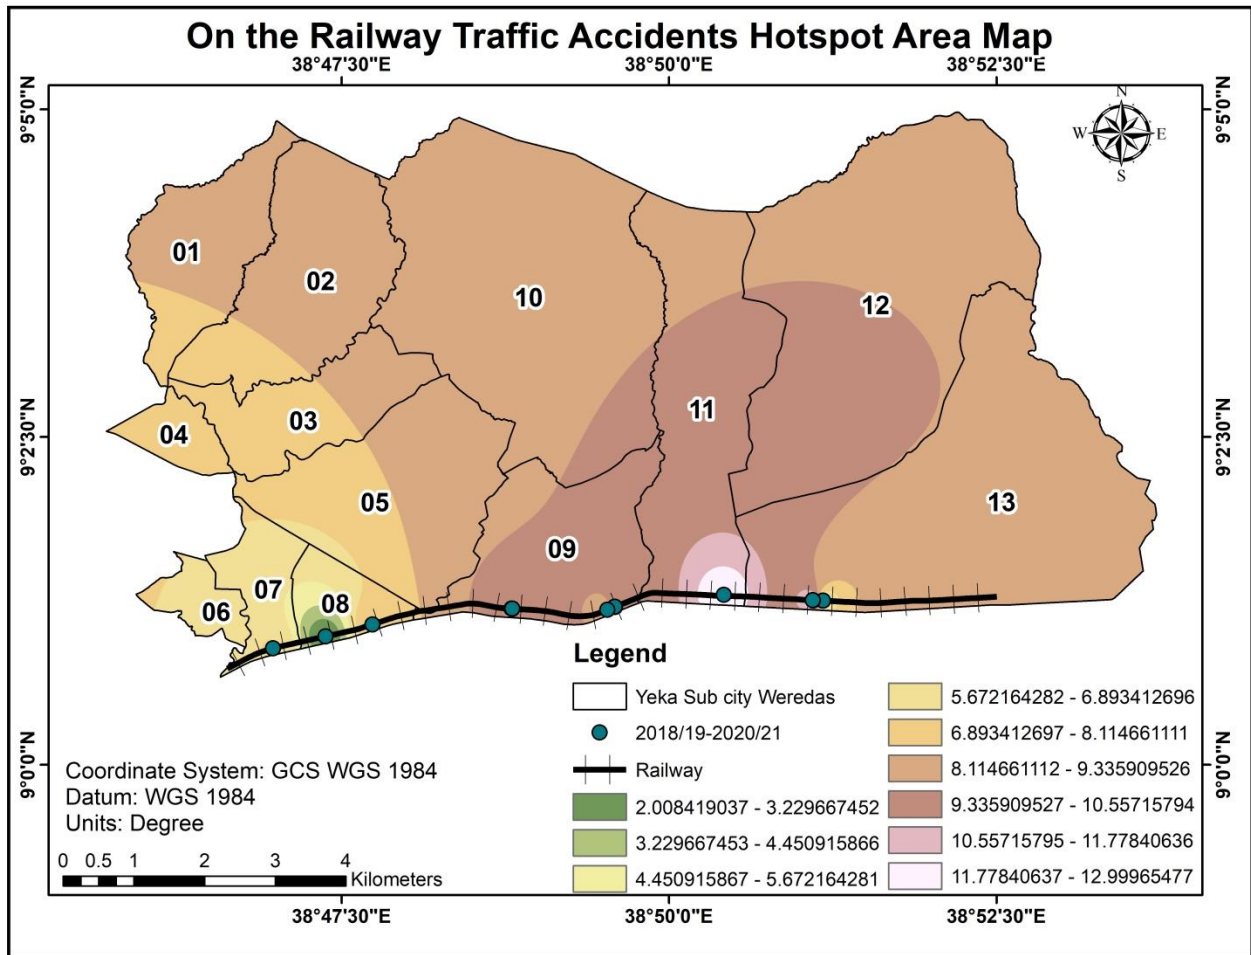 On the Railway Traffic Accidents Hotspot Area Map
38°47'30"E 38°50'0"E 38°52'30"E
9°5'0"N 9°5'0"N
N
W E
S
01
02
10
12
11
03
04
9°2'30"N 9°2'30"N
05
13
09
07
08
06
Legend
Yeka Sub city Weredas
2018/19-2020/21
Railway
2.008419037 - 3.229667452
3.229667453 - 4.450915866
4.450915867 - 5.672164281
5.672164282 - 6.893412696
6.893412697 - 8.114661111
8.114661112 - 9.335909526
9.335909527 - 10.55715794
10.55715795 - 11.77840636
11.77840637 - 12.99965477
9°0'0"N 9°0'0"N
Coordinate System: GCS WGS 1984
Datum: WGS 1984
Units: Degree
0 0.5 1 2 3 4
Kilometers
38°47'30"E 38°50'0"E 38°52'30"E